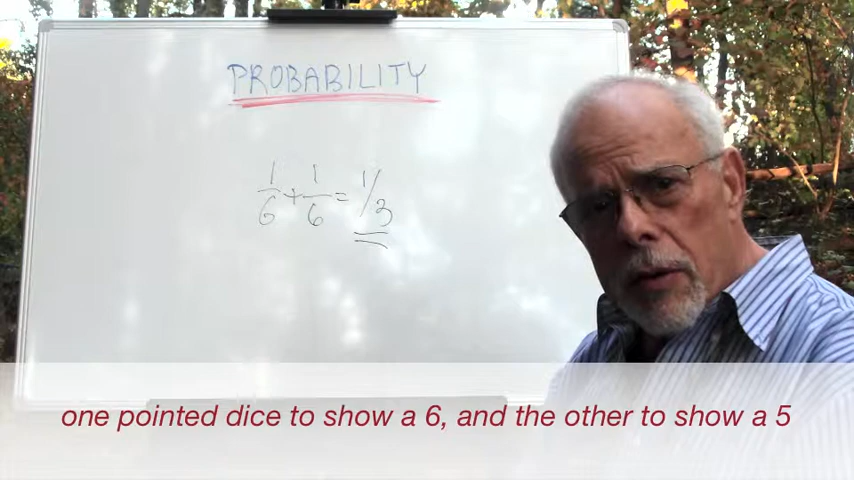 PROBABILITY
1/6 + 1/6 = 1/3
one pointed dice to show a 6, and the other to show a 5